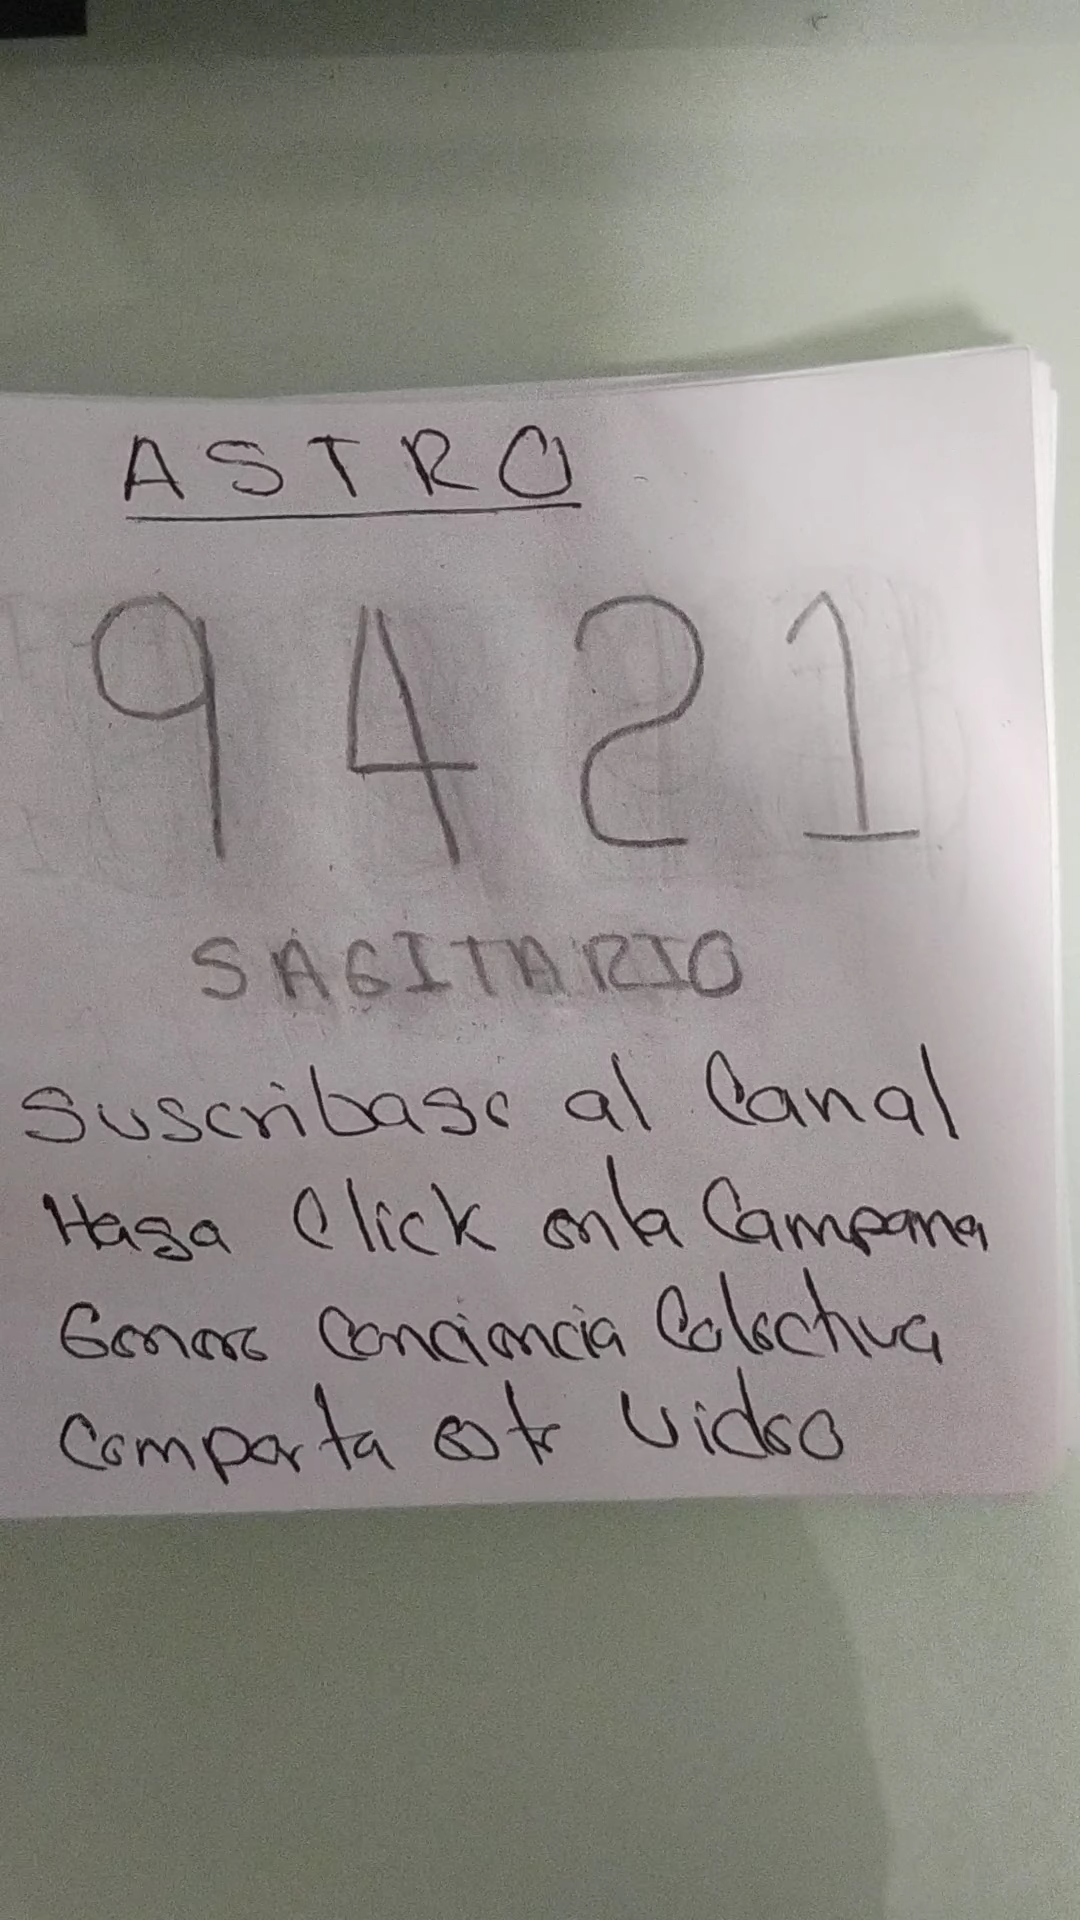 ASTRO
9421
SAGITARIO
Suscribase al Canal
Haga Click en la Campana
Genere Conciencia Colectiva
Comparta este video